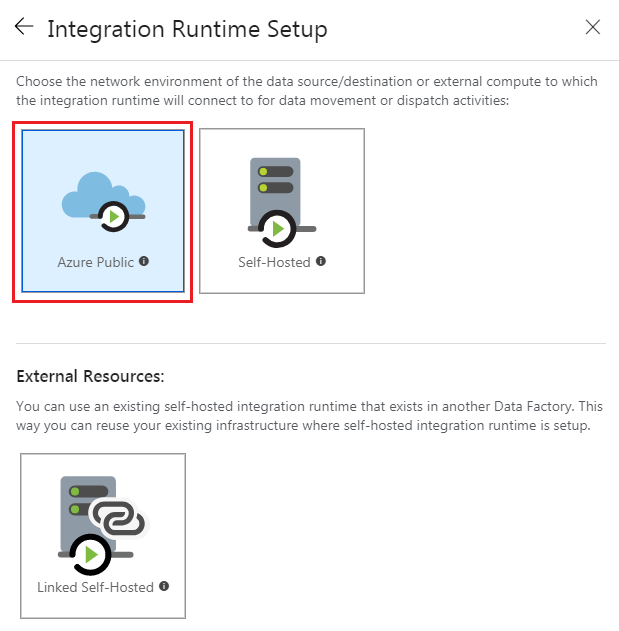 Integration Runtime Setup
Choose the network environment of the data source/destination or external compute to which
the integration runtime will connect to for data movement or dispatch activities:
Azure Public
Self-Hosted
External Resources:
You can use an existing self-hosted integration runtime that exists in another Data Factory. This
way you can reuse your existing infrastructure where self-hosted integration runtime is setup.
Linked Self-Hosted